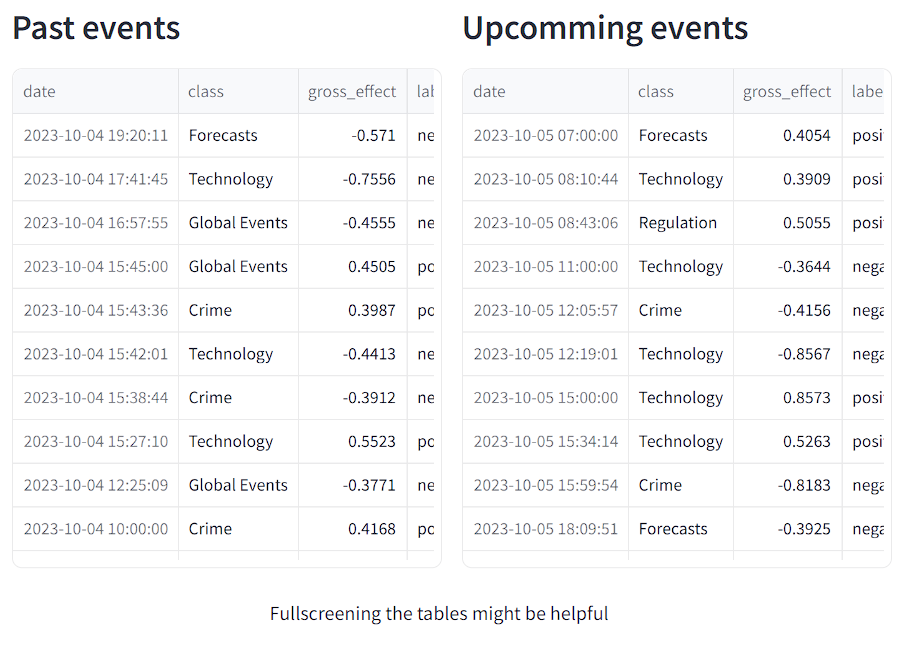 Past events
date class gross_effect lab
2023-10-04 19:20:11 Forecasts -0.571 ne
2023-10-04 17:41:45 Technology -0.7556 ne
2023-10-04 16:57:55 Global Events -0.4555 ne
2023-10-04 15:45:00 Global Events 0.4505 po
2023-10-04 15:43:36 Crime 0.3987 po
2023-10-04 15:42:01 Technology -0.4413 ne
2023-10-04 15:38:44 Crime -0.3912 ne
2023-10-04 15:27:10 Technology 0.5523 po
2023-10-04 12:25:09 Global Events -0.3771 ne
2023-10-04 10:00:00 Crime 0.4168 po
Upcomming events
date class gross_effect labe
2023-10-05 07:00:00 Forecasts 0.4054 posi
2023-10-05 08:10:44 Technology 0.3909 posi
2023-10-05 08:43:06 Regulation 0.5055 posi
2023-10-05 11:00:00 Technology -0.3644 nega
2023-10-05 12:05:57 Crime -0.4156 nega
2023-10-05 12:19:01 Technology -0.8567 nega
2023-10-05 15:00:00 Technology 0.8573 posi
2023-10-05 15:34:14 Technology 0.5263 posi
2023-10-05 15:59:54 Crime -0.8183 nega
2023-10-05 18:09:51 Forecasts -0.3925 nega
Fullscreening the tables might be helpful